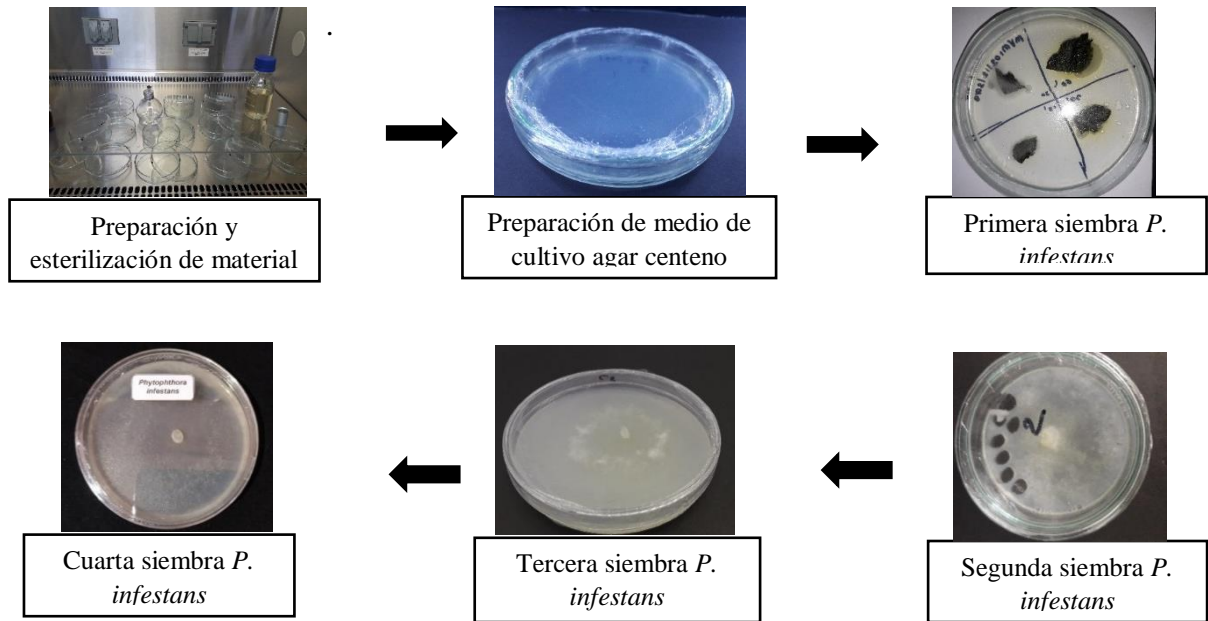 Preparación y
esterilización de material
Preparación de medio de
cultivo agar centeno
Primera siembra P.
infestans
Phytophthora
infestans
2.
Cuarta siembra P.
infestans
Tercera siembra P.
infestans
Segunda siembra P.
infestans